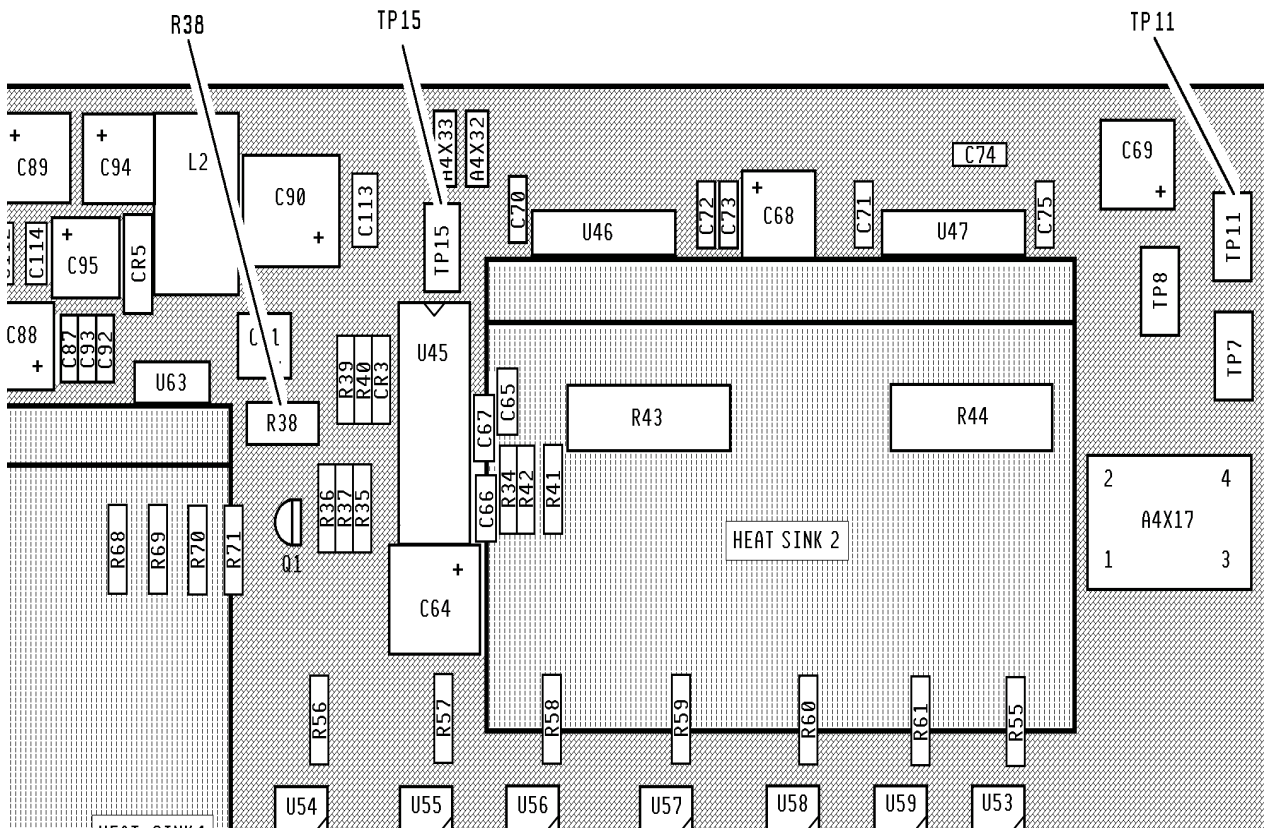 R38
TP15
TP11
A4X32
C89
C94
L2
C90
C113
C70
C72
C73
C68
C71
C75
C74
C69
TP11
C114
C95
CR5
TP15
U46
U47
TP8
TP7
C88
C87
C93
C92
U63
R39
R40
CR3
U45
C65
C67
R43
R44
R38
R36
R37
R35
C66
R34
R42
R41
2
4
A4X17
1
3
R68
R69
R70
R71
Q1
HEAT SINK 2
C64
R56
R57
R58
R59
R60
R61
R55
U54
U55
U56
U57
U58
U59
U53